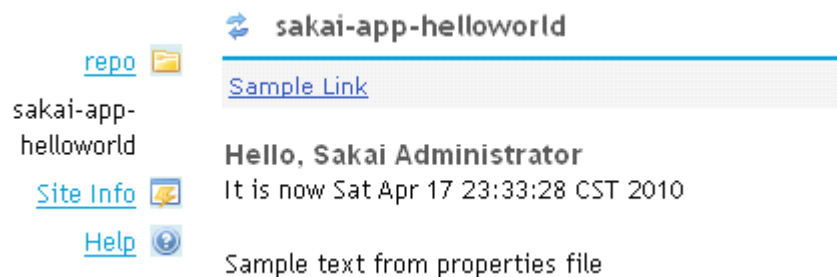 repo
sakai-app-
helloworld
Site Info
Help
sakai-app-helloworld
Sample Link
Hello, Sakai Administrator
It is now Sat Apr 17 23:33:28 CST 2010
Sample text from properties file